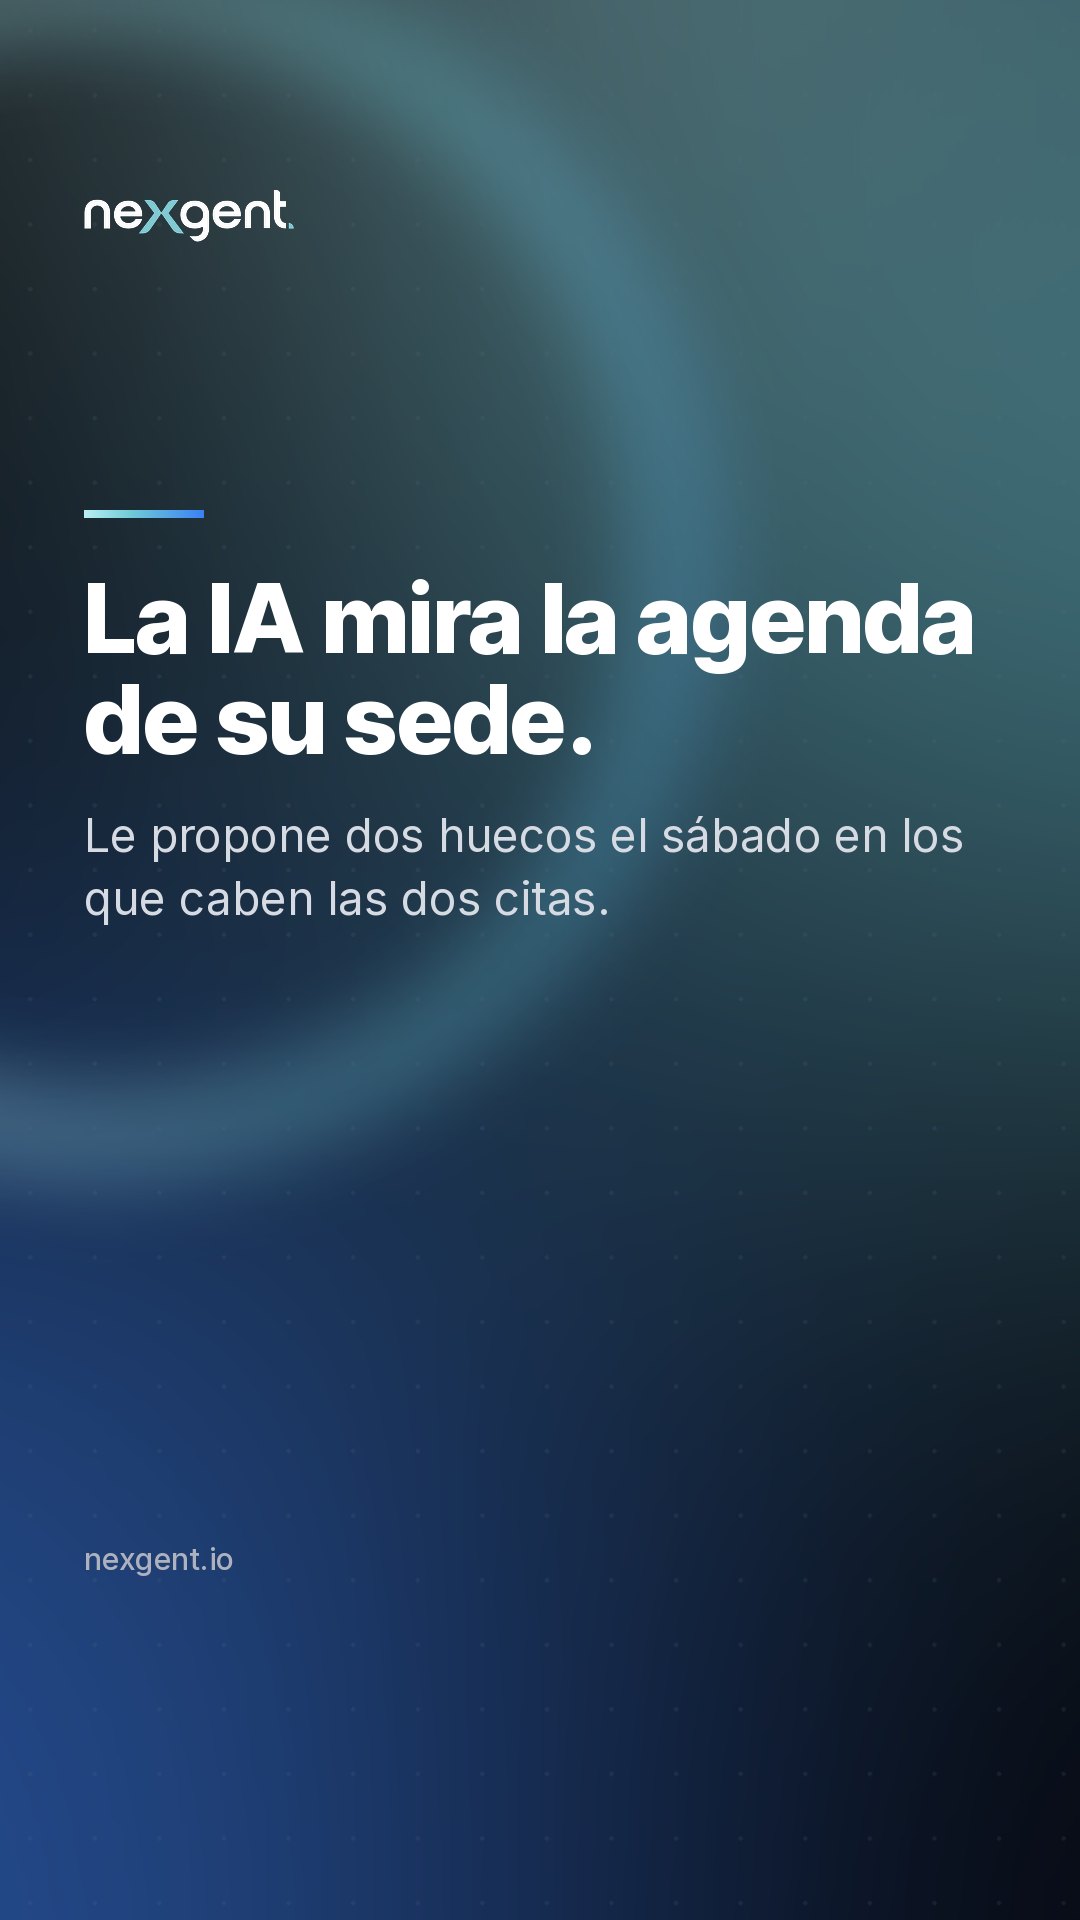 nexgent.
La IA mira la agenda
de su sede.
Le propone dos huecos el sábado en los
que caben las dos citas.
nexgent.io